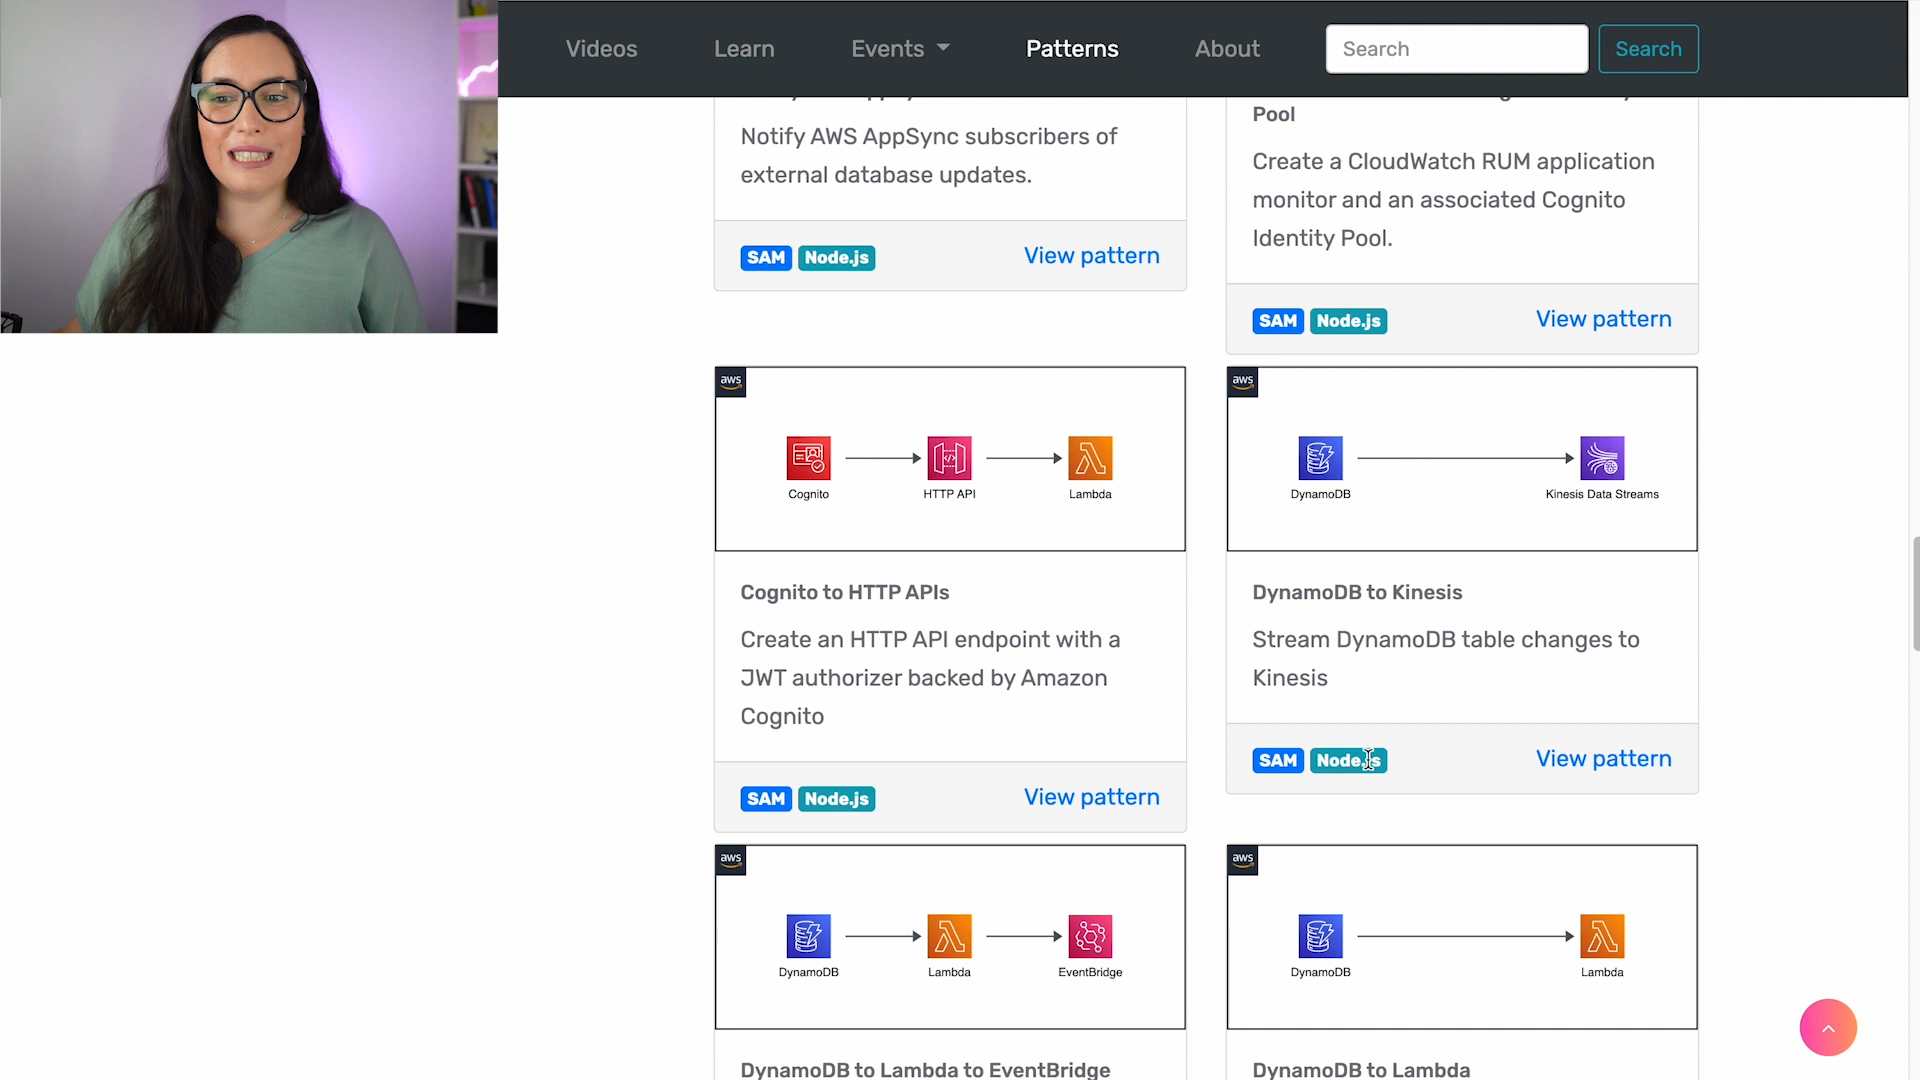 Videos
Learn
Events
Patterns
About
Search
Search
Notify AWS AppSync subscribers of
external database updates.
SAM Node.js View pattern
Pool
Create a CloudWatch RUM application
monitor and an associated Cognito
Identity Pool.
SAM Node.js View pattern
aws
Cognito
HTTP API
Lambda
Cognito to HTTP APIs
Create an HTTP API endpoint with a
JWT authorizer backed by Amazon
Cognito
SAM Node.js View pattern
aws
DynamoDB
Kinesis Data Streams
DynamoDB to Kinesis
Stream DynamoDB table changes to
Kinesis
SAM Node.js View pattern
aws
DynamoDB
Lambda
EventBridge
DynamoDB to Lambda to EventBridge
aws
DynamoDB
Lambda
DynamoDB to Lambda